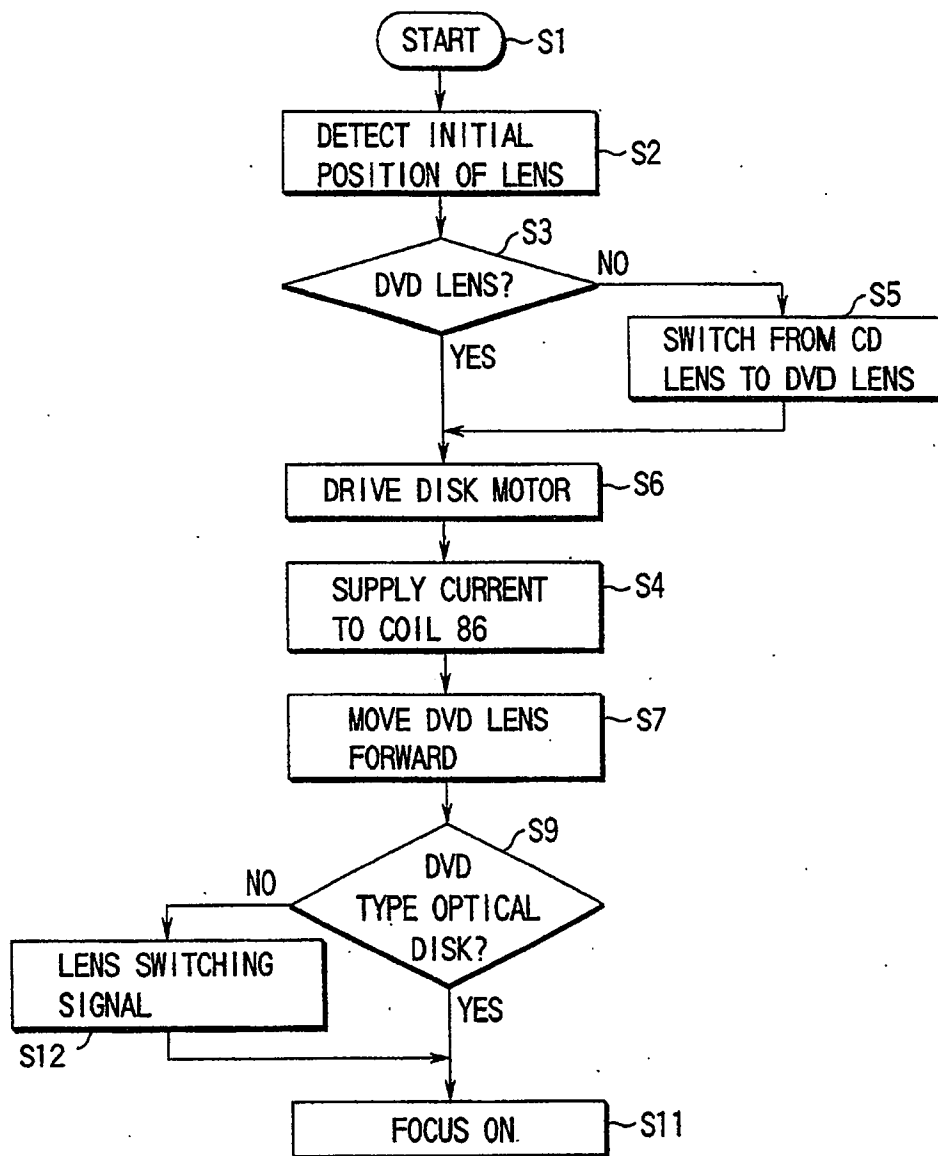 START
S1
DETECT INITIAL
POSITION OF LENS
S2
S3
DVD LENS?
NO
YES
S5
SWITCH FROM CD
LENS TO DVD LENS
DRIVE DISK MOTOR
S6
SUPPLY CURRENT
TO COIL 86
S4
MOVE DVD LENS
FORWARD
S7
S9
DVD
TYPE OPTICAL
DISK?
NO
YES
LENS SWITCHING
SIGNAL
S12
FOCUS ON
S11